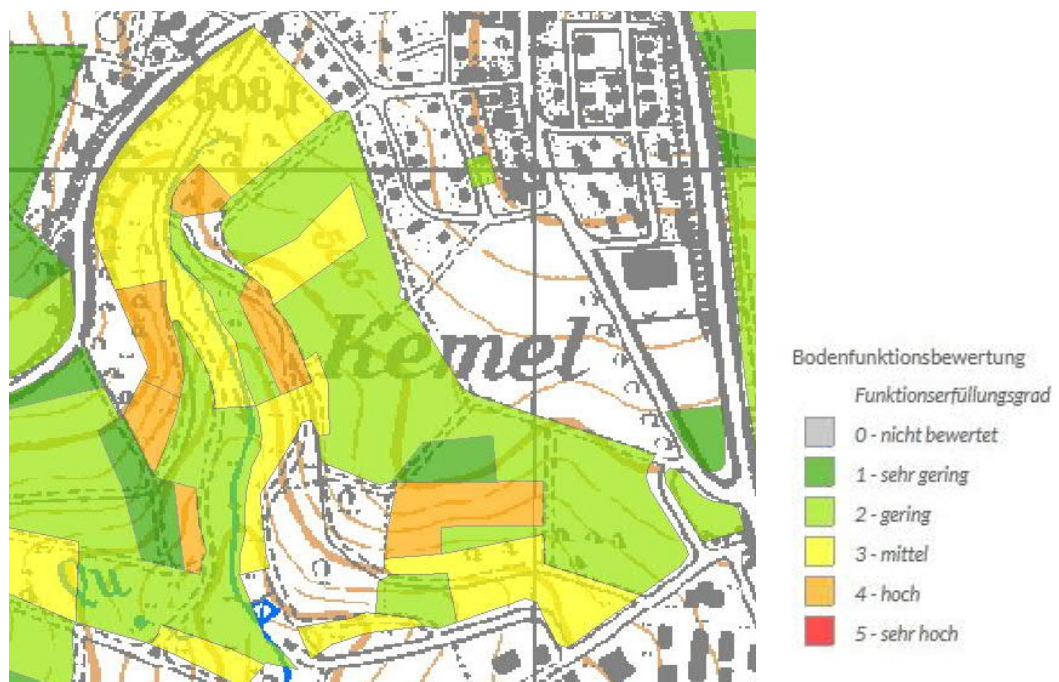 508,1
Kemel
Qu
Bodenfunktionsbewertung
Funktionserfüllungsgrad
0 - nicht bewertet
1 - sehr gering
2 - gering
3 - mittel
4 - hoch
5 - sehr hoch